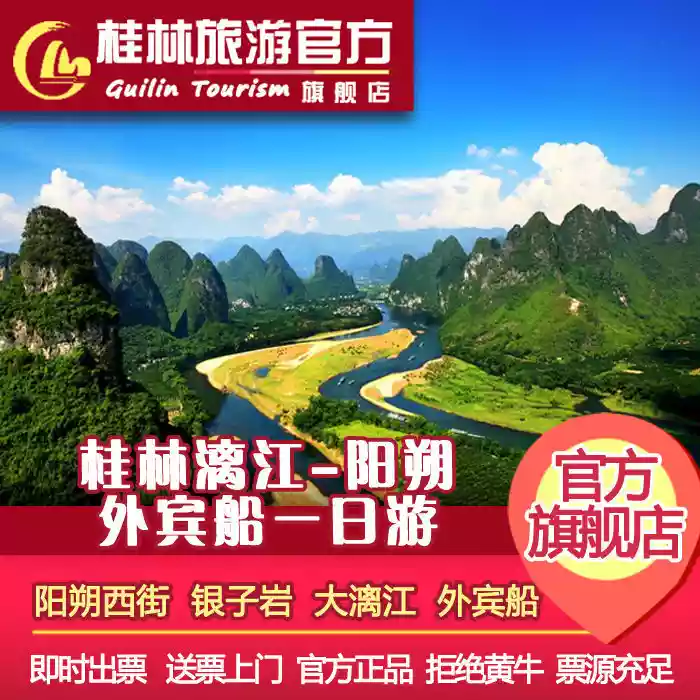 桂林旅游官方
Guilin Tourism 旗舰店
桂林漓江-阳朔
外宾船一日游
官方
旗舰店
阳朔西街 银子岩 大漓江 外宾船
即时出票 送票上门 官方正品 拒绝黄牛 票源充足